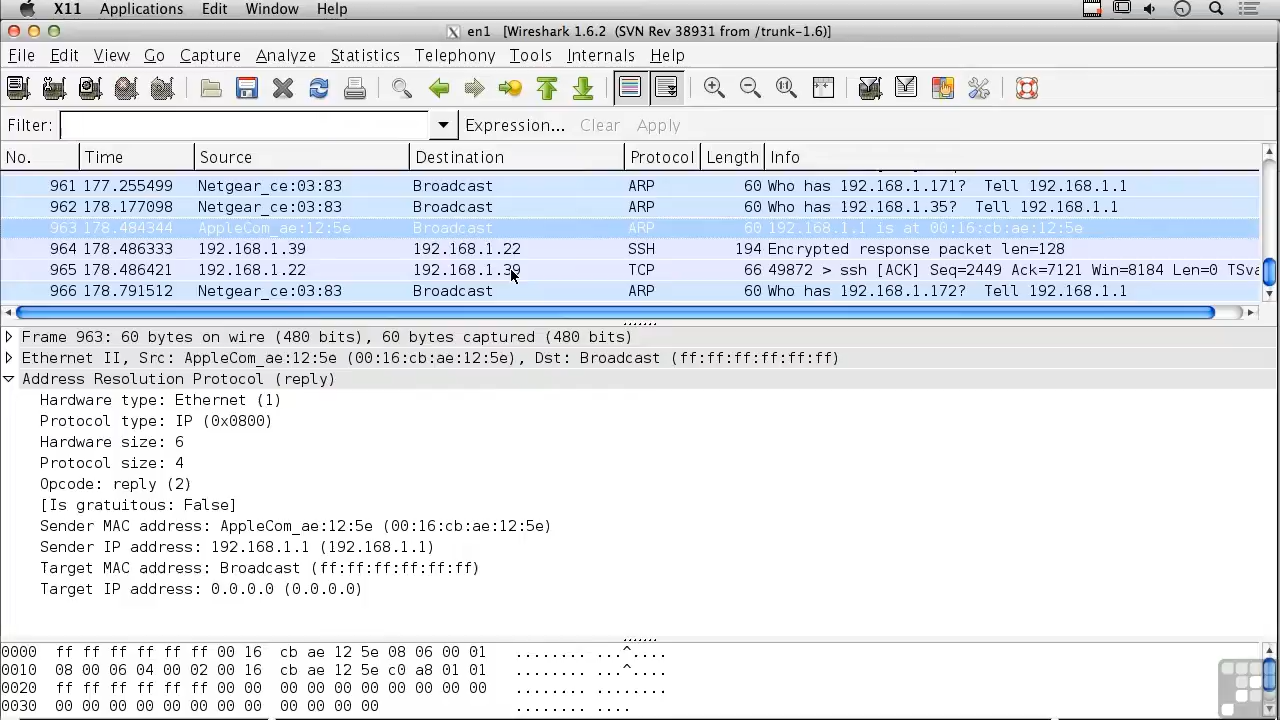 X11 Applications Edit Window Help
en1 [Wireshark 1.6.2 (SVN Rev 38931 from /trunk-1.6)]
File Edit View Go Capture Analyze Statistics Telephony Tools Internals Help
Filter: Expression... Clear Apply
No. Time Source Destination Protocol Length Info
961 177.255499 Netgear_ce:03:83 Broadcast ARP 60 Who has 192.168.1.171? Tell 192.168.1.1
962 178.177098 Netgear_ce:03:83 Broadcast ARP 60 Who has 192.168.1.35? Tell 192.168.1.1
963 178.484344 AppleCom_ae:12:5e Broadcast ARP 60 192.168.1.1 is at 00:16:cb:ae:12:5e
964 178.486333 192.168.1.39 192.168.1.22 SSH 194 Encrypted response packet len=128
965 178.486421 192.168.1.22 192.168.1.39 TCP 66 49872 > ssh [ACK] Seq=2449 Ack=7121 Win=8184 Len=0 TSva
966 178.791512 Netgear_ce:03:83 Broadcast ARP 60 Who has 192.168.1.172? Tell 192.168.1.1
Frame 963: 60 bytes on wire (480 bits), 60 bytes captured (480 bits)
Ethernet II, Src: AppleCom_ae:12:5e (00:16:cb:ae:12:5e), Dst: Broadcast (ff:ff:ff:ff:ff:ff)
Address Resolution Protocol (reply)
Hardware type: Ethernet (1)
Protocol type: IP (0x0800)
Hardware size: 6
Protocol size: 4
Opcode: reply (2)
[Is gratuitous: False]
Sender MAC address: AppleCom_ae:12:5e (00:16:cb:ae:12:5e)
Sender IP address: 192.168.1.1 (192.168.1.1)
Target MAC address: Broadcast (ff:ff:ff:ff:ff:ff)
Target IP address: 0.0.0.0 (0.0.0.0)
0000 ff ff ff ff ff ff 00 16 cb ae 12 5e 08 06 00 01 ........ ...^....
0010 08 00 06 04 00 02 00 16 cb ae 12 5e c0 a8 01 01 ........ ...^....
0020 ff ff ff ff ff ff 00 00 00 00 00 00 00 00 00 00 ........ ........
0030 00 00 00 00 00 00 00 00 00 00 00 00 ........ ....